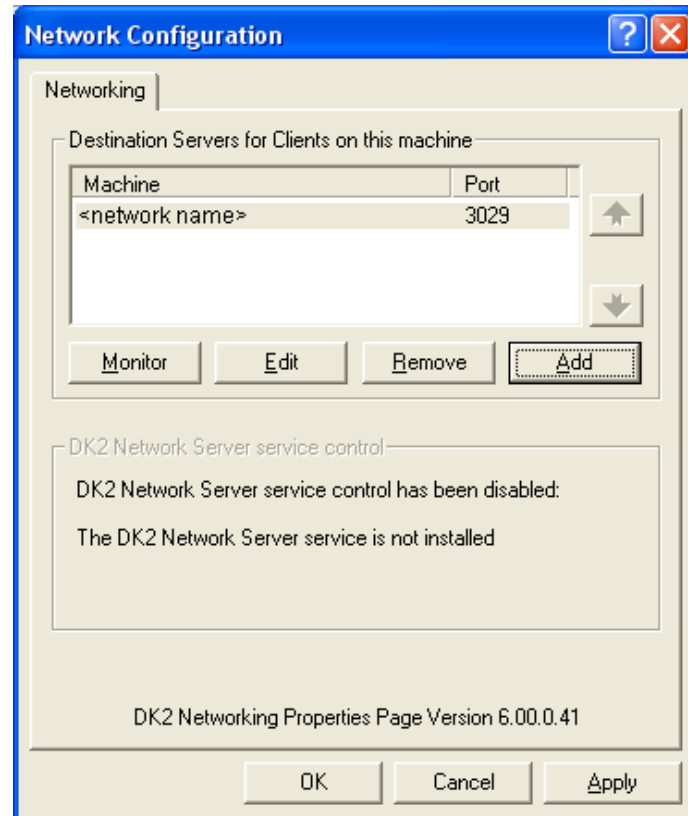 Network Configuration
Networking
Destination Servers for Clients on this machine
Machine Port
<network name> 3029
Monitor Edit Remove Add
DK2 Network Server service control
DK2 Network Server service control has been disabled:
The DK2 Network Server service is not installed
DK2 Networking Properties Page Version 6.00.0.41
OK Cancel Apply